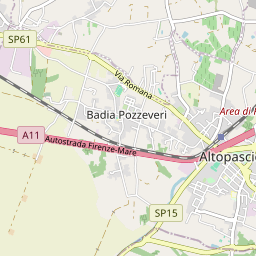 SP61
Via Romana
Badia Pozzeveri
Area di
A11
Autostrada Firenze-Mare
Altopascio
SP15